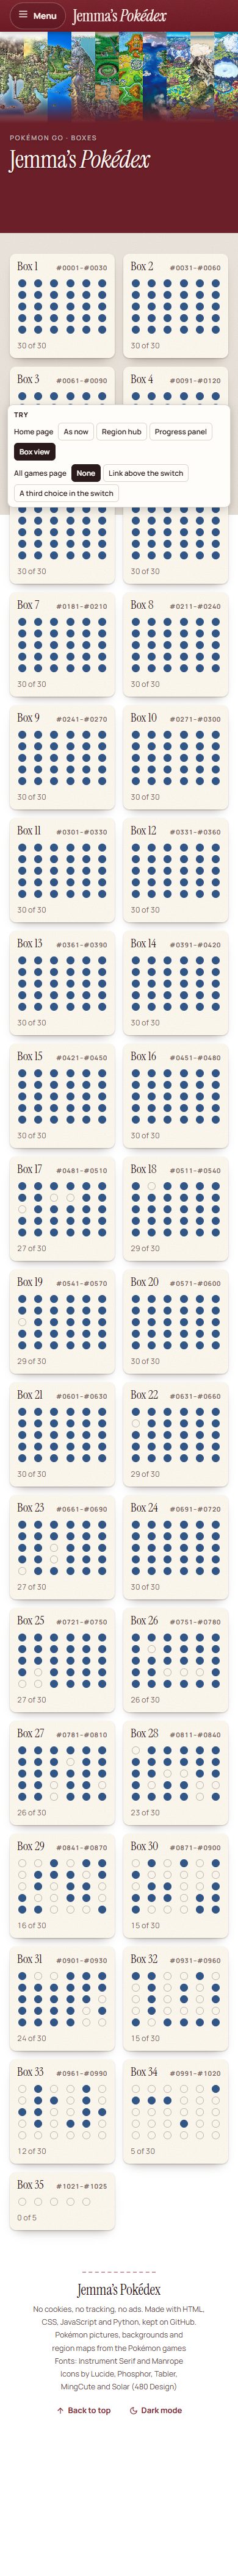 Menu
Jemma's Pokédex
POKÉMON GO · BOXES
Jemma's Pokédex
Box 1 #0001–#0030
30 of 30
Box 2 #0031–#0060
30 of 30
Box 3 #0061–#0090
Box 4 #0091–#0120
TRY
Home page As now Region hub Progress panel
Box view
All games page None Link above the switch
A third choice in the switch
30 of 30
30 of 30
Box 7 #0181–#0210
30 of 30
Box 8 #0211–#0240
30 of 30
Box 9 #0241–#0270
30 of 30
Box 10 #0271–#0300
30 of 30
Box 11 #0301–#0330
30 of 30
Box 12 #0331–#0360
30 of 30
Box 13 #0361–#0390
30 of 30
Box 14 #0391–#0420
30 of 30
Box 15 #0421–#0450
30 of 30
Box 16 #0451–#0480
30 of 30
Box 17 #0481–#0510
27 of 30
Box 18 #0511–#0540
29 of 30
Box 19 #0541–#0570
29 of 30
Box 20 #0571–#0600
30 of 30
Box 21 #0601–#0630
30 of 30
Box 22 #0631–#0660
29 of 30
Box 23 #0661–#0690
27 of 30
Box 24 #0691–#0720
30 of 30
Box 25 #0721–#0750
27 of 30
Box 26 #0751–#0780
26 of 30
Box 27 #0781–#0810
26 of 30
Box 28 #0811–#0840
23 of 30
Box 29 #0841–#0870
16 of 30
Box 30 #0871–#0900
15 of 30
Box 31 #0901–#0930
24 of 30
Box 32 #0931–#0960
15 of 30
Box 33 #0961–#0990
12 of 30
Box 34 #0991–#1020
5 of 30
Box 35 #1021–#1025
0 of 5
Jemma's Pokédex
No cookies, no tracking, no ads. Made with HTML,
CSS, JavaScript and Python, kept on GitHub.
Pokémon pictures, backgrounds and
region maps from the Pokémon games
Fonts: Instrument Serif and Manrope
Icons by Lucide, Phosphor, Tabler,
MingCute and Solar (480 Design)
Back to top Dark mode